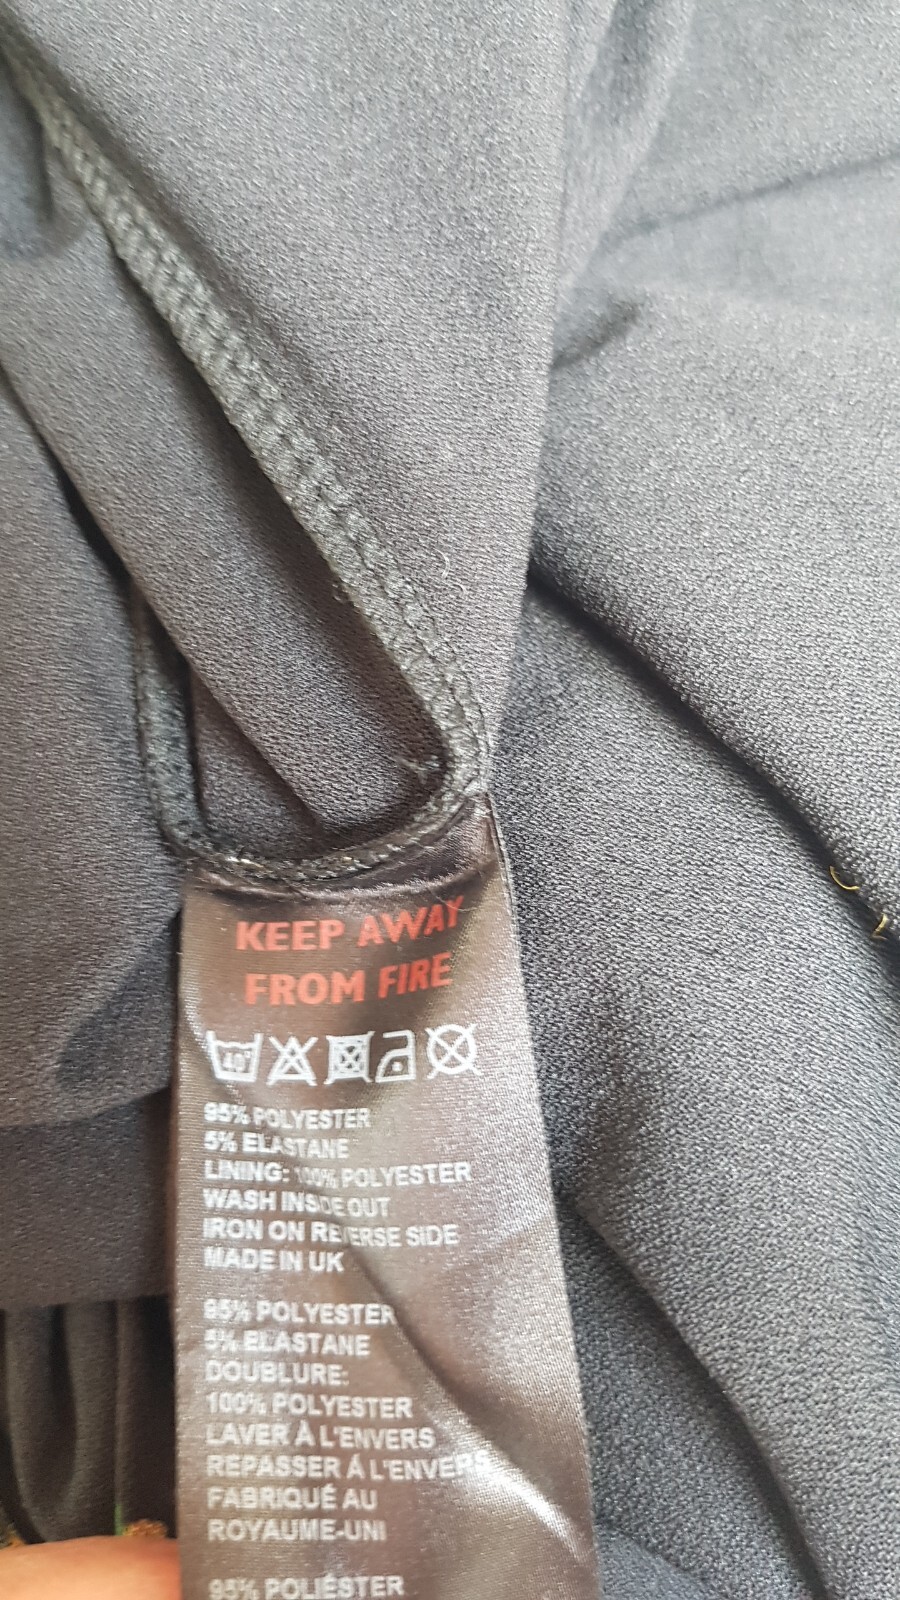 KEEP AWAY
FROM FIRE
40°
95% POLYESTER
5% ELASTANE
LINING: 100% POLYESTER
WASH INSIDE OUT
IRON ON REVERSE SIDE
MADE IN UK
95% POLYESTER
5% ELASTANE
DOUBLURE:
100% POLYESTER
LAVER À L'ENVERS
REPASSER À L'ENVERS
FABRIQUÉ AU
ROYAUME-UNI
95% POLIÉSTER